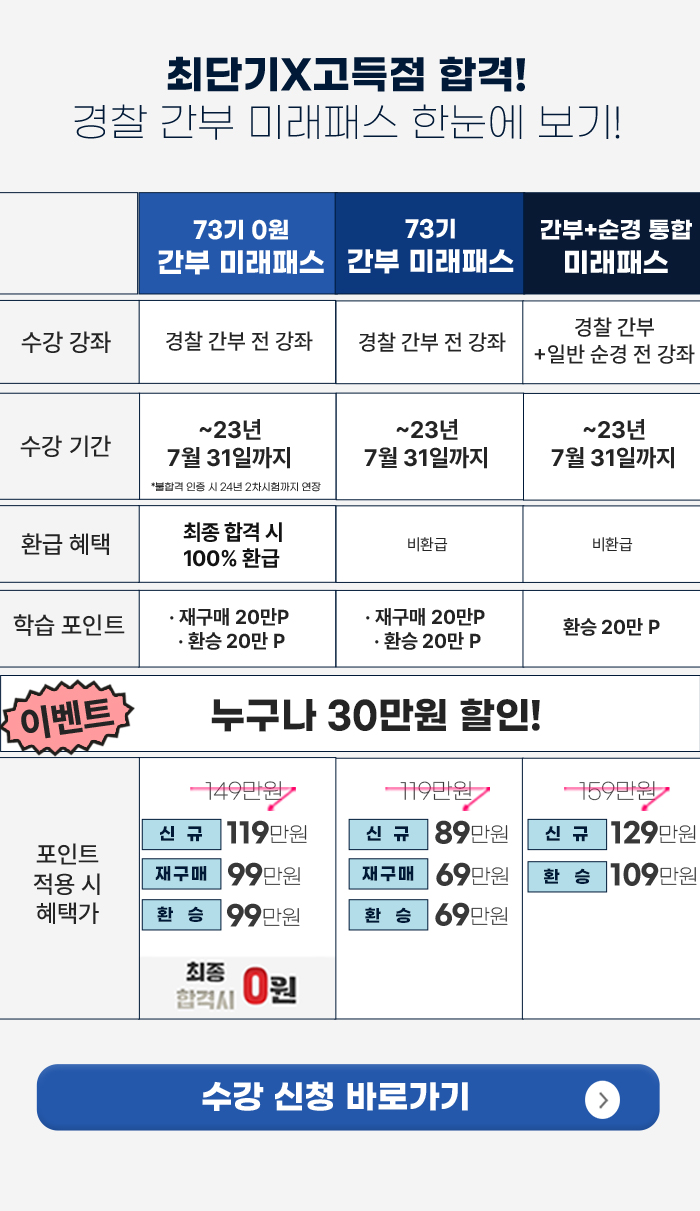 최단기X고득점 합격!
경찰 간부 미래패스 한눈에 보기!
73기 0원
간부 미래패스
73기
간부 미래패스
간부+순경 통합
미래패스
수강 강좌
경찰 간부 전 강좌
경찰 간부 전 강좌
경찰 간부
+일반 순경 전 강좌
수강 기간
~23년
7월 31일까지
*불합격 인증 시 24년 2차시험까지 연장
~23년
7월 31일까지
~23년
7월 31일까지
환급 혜택
최종 합격 시
100% 환급
비환급
비환급
학습 포인트
· 재구매 20만P
· 환승 20만 P
· 재구매 20만P
· 환승 20만 P
환승 20만 P
이벤트
누구나 30만원 할인!
포인트
적용 시
혜택가
149만원
신 규 119만원
재구매 99만원
환 승 99만원
최종
합격시 0원
119만원
신 규 89만원
재구매 69만원
환 승 69만원
159만원
신 규 129만원
환 승 109만원
수강 신청 바로가기